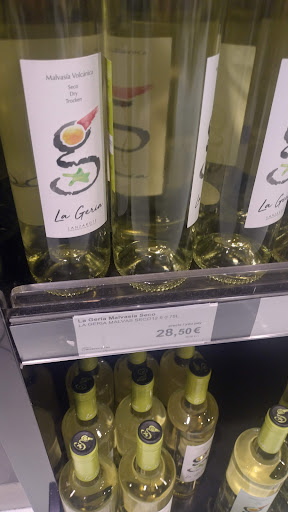 Malvasía Volcánica
Seco
Dry
Trocken
La Geria
LANZAROTE
La Geria Malvasía Seco
LA GERIA MALVASIA SECO
28,50 €
La Geria